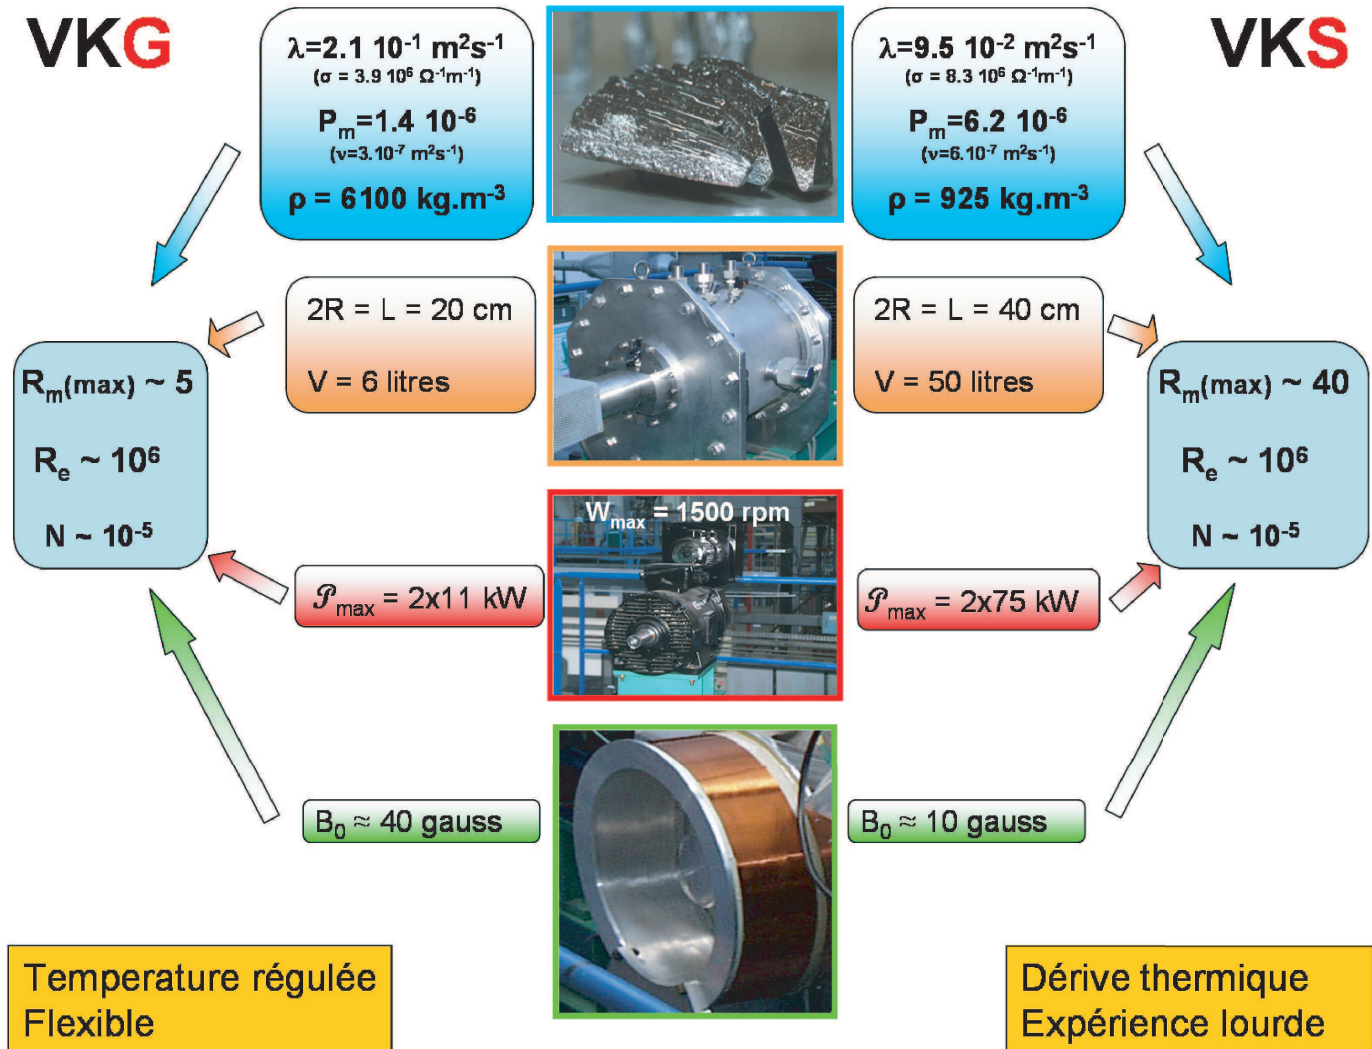 VKG
VKS
λ=2.1 10⁻¹ m²s⁻¹
(σ = 3.9 10⁶ Ω⁻¹m⁻¹)
Pₘ=1.4 10⁻⁶
(ν=3.10⁻⁷ m²s⁻¹)
ρ = 6100 kg.m⁻³
λ=9.5 10⁻² m²s⁻¹
(σ = 8.3 10⁶ Ω⁻¹m⁻¹)
Pₘ=6.2 10⁻⁶
(ν=6.10⁻⁷ m²s⁻¹)
ρ = 925 kg.m⁻³
2R = L = 20 cm
V = 6 litres
2R = L = 40 cm
V = 50 litres
Rₘ(max) ~ 5
Rₑ ~ 10⁶
N ~ 10⁻⁵
Rₘ(max) ~ 40
Rₑ ~ 10⁶
N ~ 10⁻⁵
Wₘₐₓ = 1500 rpm
𝒫ₘₐₓ = 2x11 kW
𝒫ₘₐₓ = 2x75 kW
B₀ ≈ 40 gauss
B₀ ≈ 10 gauss
Temperature régulée
Flexible
Dérive thermique
Expérience lourde